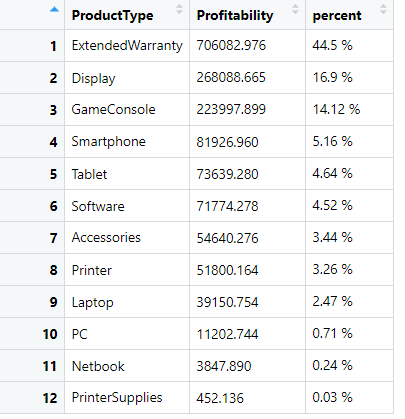 ProductType Profitability percent
1 ExtendedWarranty 706082.976 44.5 %
2 Display 268088.665 16.9 %
3 GameConsole 223997.899 14.12 %
4 Smartphone 81926.960 5.16 %
5 Tablet 73639.280 4.64 %
6 Software 71774.278 4.52 %
7 Accessories 54640.276 3.44 %
8 Printer 51800.164 3.26 %
9 Laptop 39150.754 2.47 %
10 PC 11202.744 0.71 %
11 Netbook 3847.890 0.24 %
12 PrinterSupplies 452.136 0.03 %